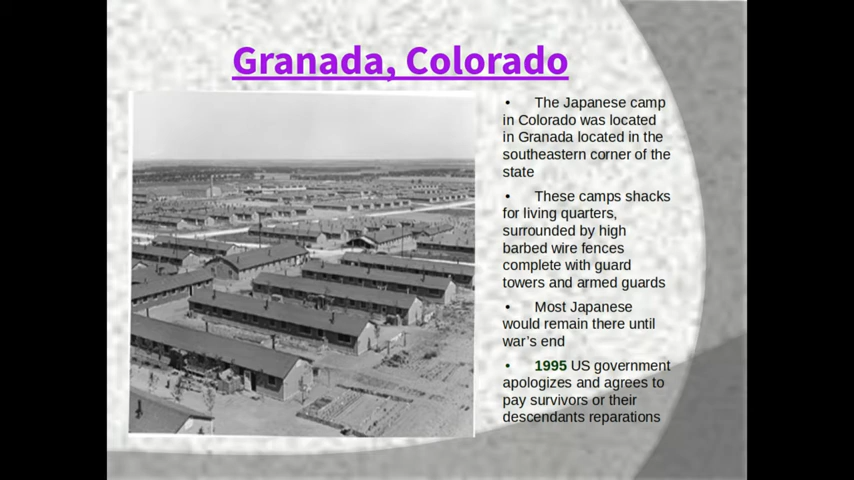 Granada, Colorado
• The Japanese camp
in Colorado was located
in Granada located in the
southeastern corner of the
state
• These camps shacks
for living quarters,
surrounded by high
barbed wire fences
complete with guard
towers and armed guards
• Most Japanese
would remain there until
war's end
• 1995 US government
apologizes and agrees to
pay survivors or their
descendants reparations